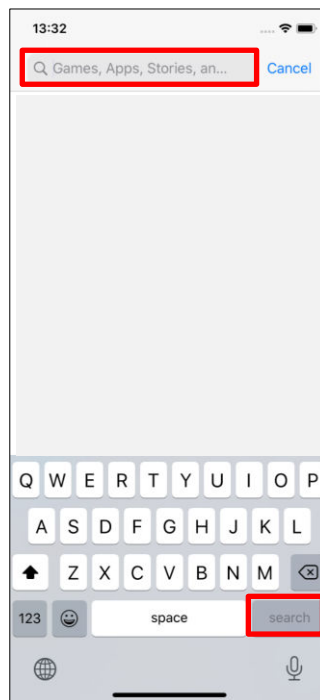 13:32
Games, Apps, Stories, an... Cancel
Q W E R T Y U I O P
A S D F G H J K L
Z X C V B N M
123 space search